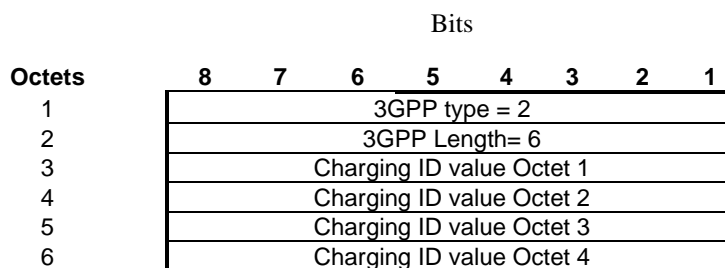 Bits
Octets 8 7 6 5 4 3 2 1
1 3GPP type = 2
2 3GPP Length= 6
3 Charging ID value Octet 1
4 Charging ID value Octet 2
5 Charging ID value Octet 3
6 Charging ID value Octet 4